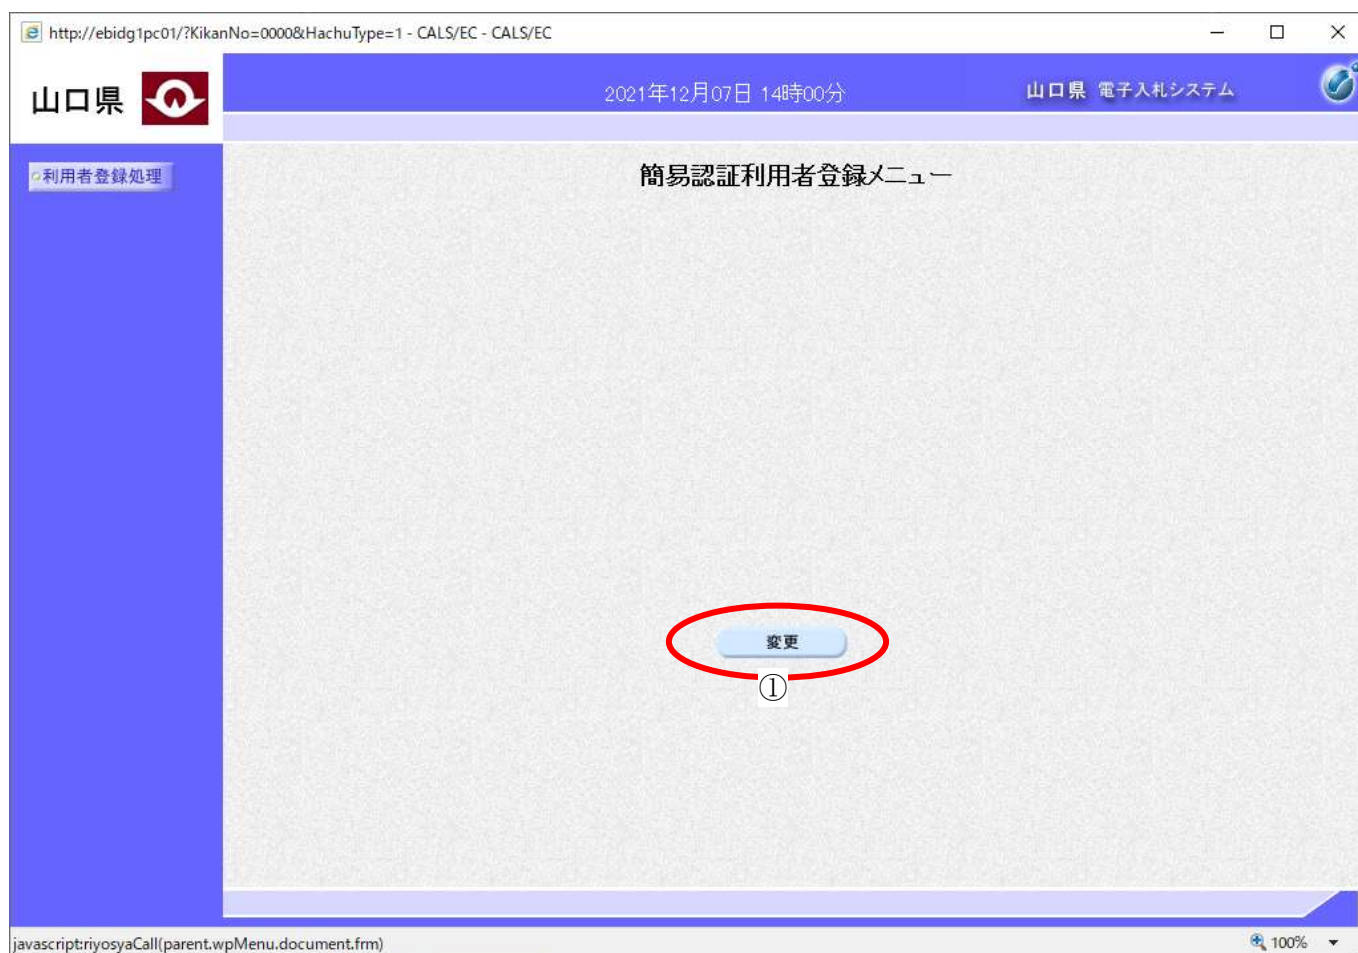 http://ebidg1pc01/?KikanNo=0000&HachuType=1 - CALS/EC - CALS/EC
山口県
2021年12月07日 14時00分
山口県 電子入札システム
利用者登録処理
簡易認証利用者登録メニュー
変更
①
javascript:riyosyaCall(parent.wpMenu.document.frm)
100%